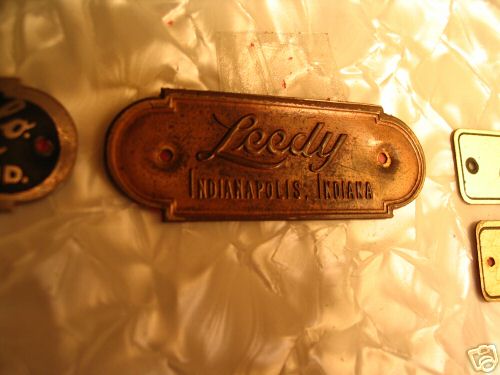 Leedy
INDIANAPOLIS, INDIANA
o.
D.